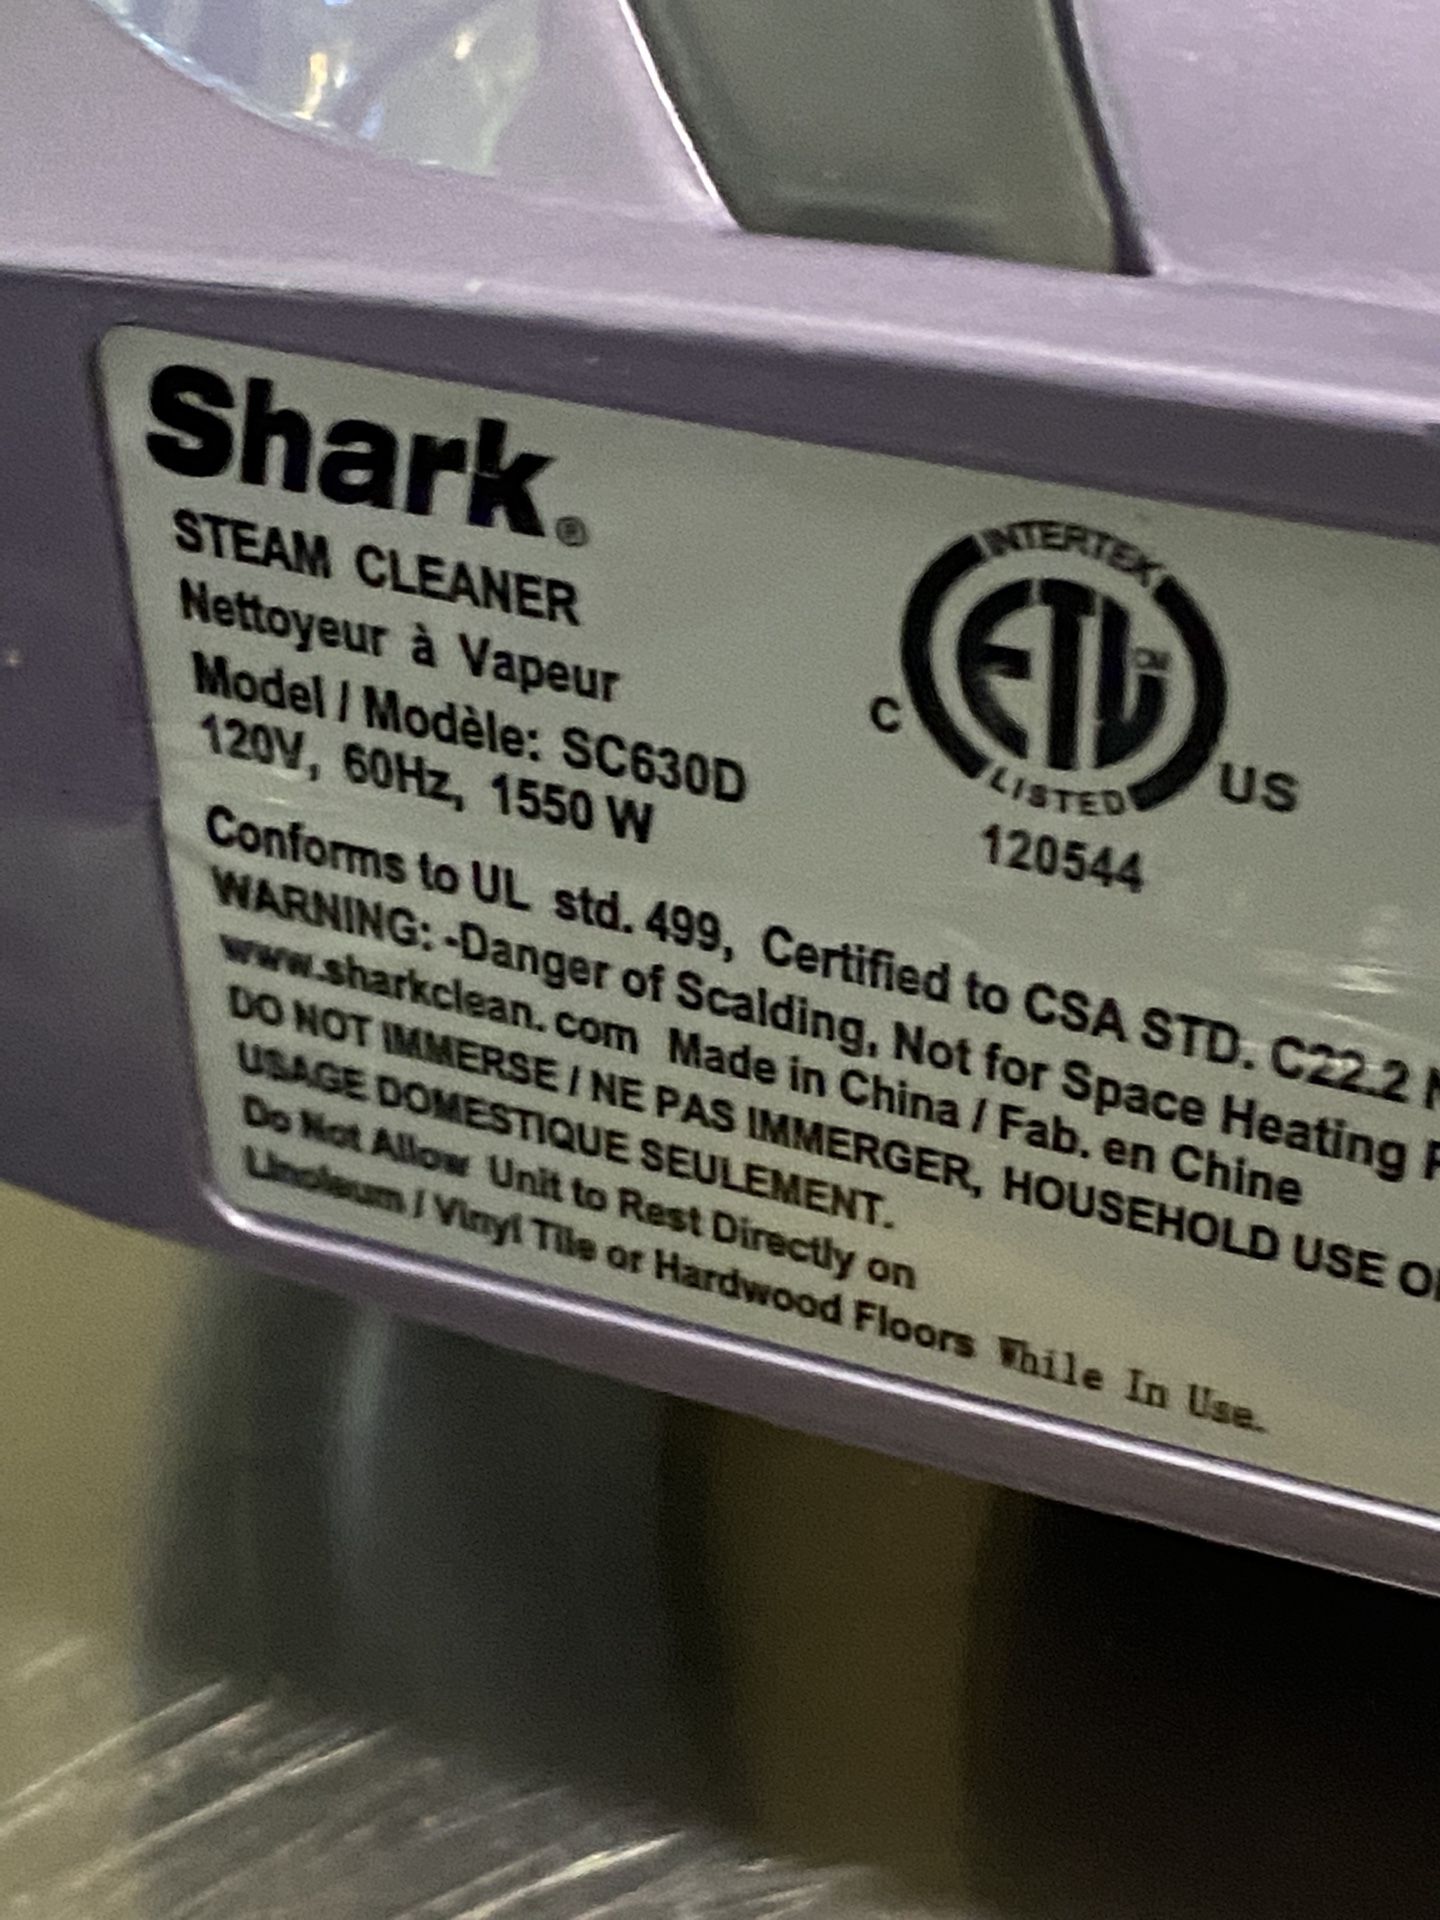 Shark®
STEAM CLEANER
Nettoyeur à Vapeur
Model / Modèle: SC630D
120V, 60Hz, 1550 W
INTERTEK
ETL CM
LISTED
C US
120544
Conforms to UL std. 499, Certified to CSA STD. C22.2
WARNING: -Danger of Scalding, Not for Space Heating
www.sharkclean.com Made in China / Fab. en Chine
DO NOT IMMERSE / NE PAS IMMERGER, HOUSEHOLD USE
USAGE DOMESTIQUE SEULEMENT.
Do Not Allow Unit to Rest Directly on
Linoleum / Vinyl Tile or Hardwood Floors While In Use.